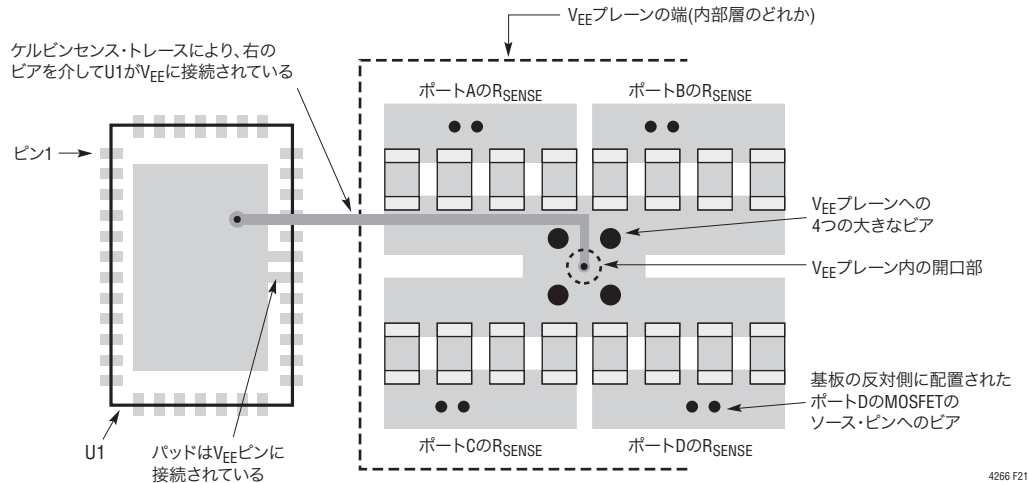 VEEプレーンの端(内部層のどれか)
ケルビンセンス・トレースにより、右の
ビアを介してU1がVEEに接続されている
ポートAのRSENSE
ポートBのRSENSE
ピン1
VEEプレーンへの
4つの大きなビア
VEEプレーン内の開口部
基板の反対側に配置された
ポートDのMOSFETの
ソース・ピンへのビア
U1
パッドはVEEピンに
接続されている
ポートCのRSENSE
ポートDのRSENSE
4266 F21